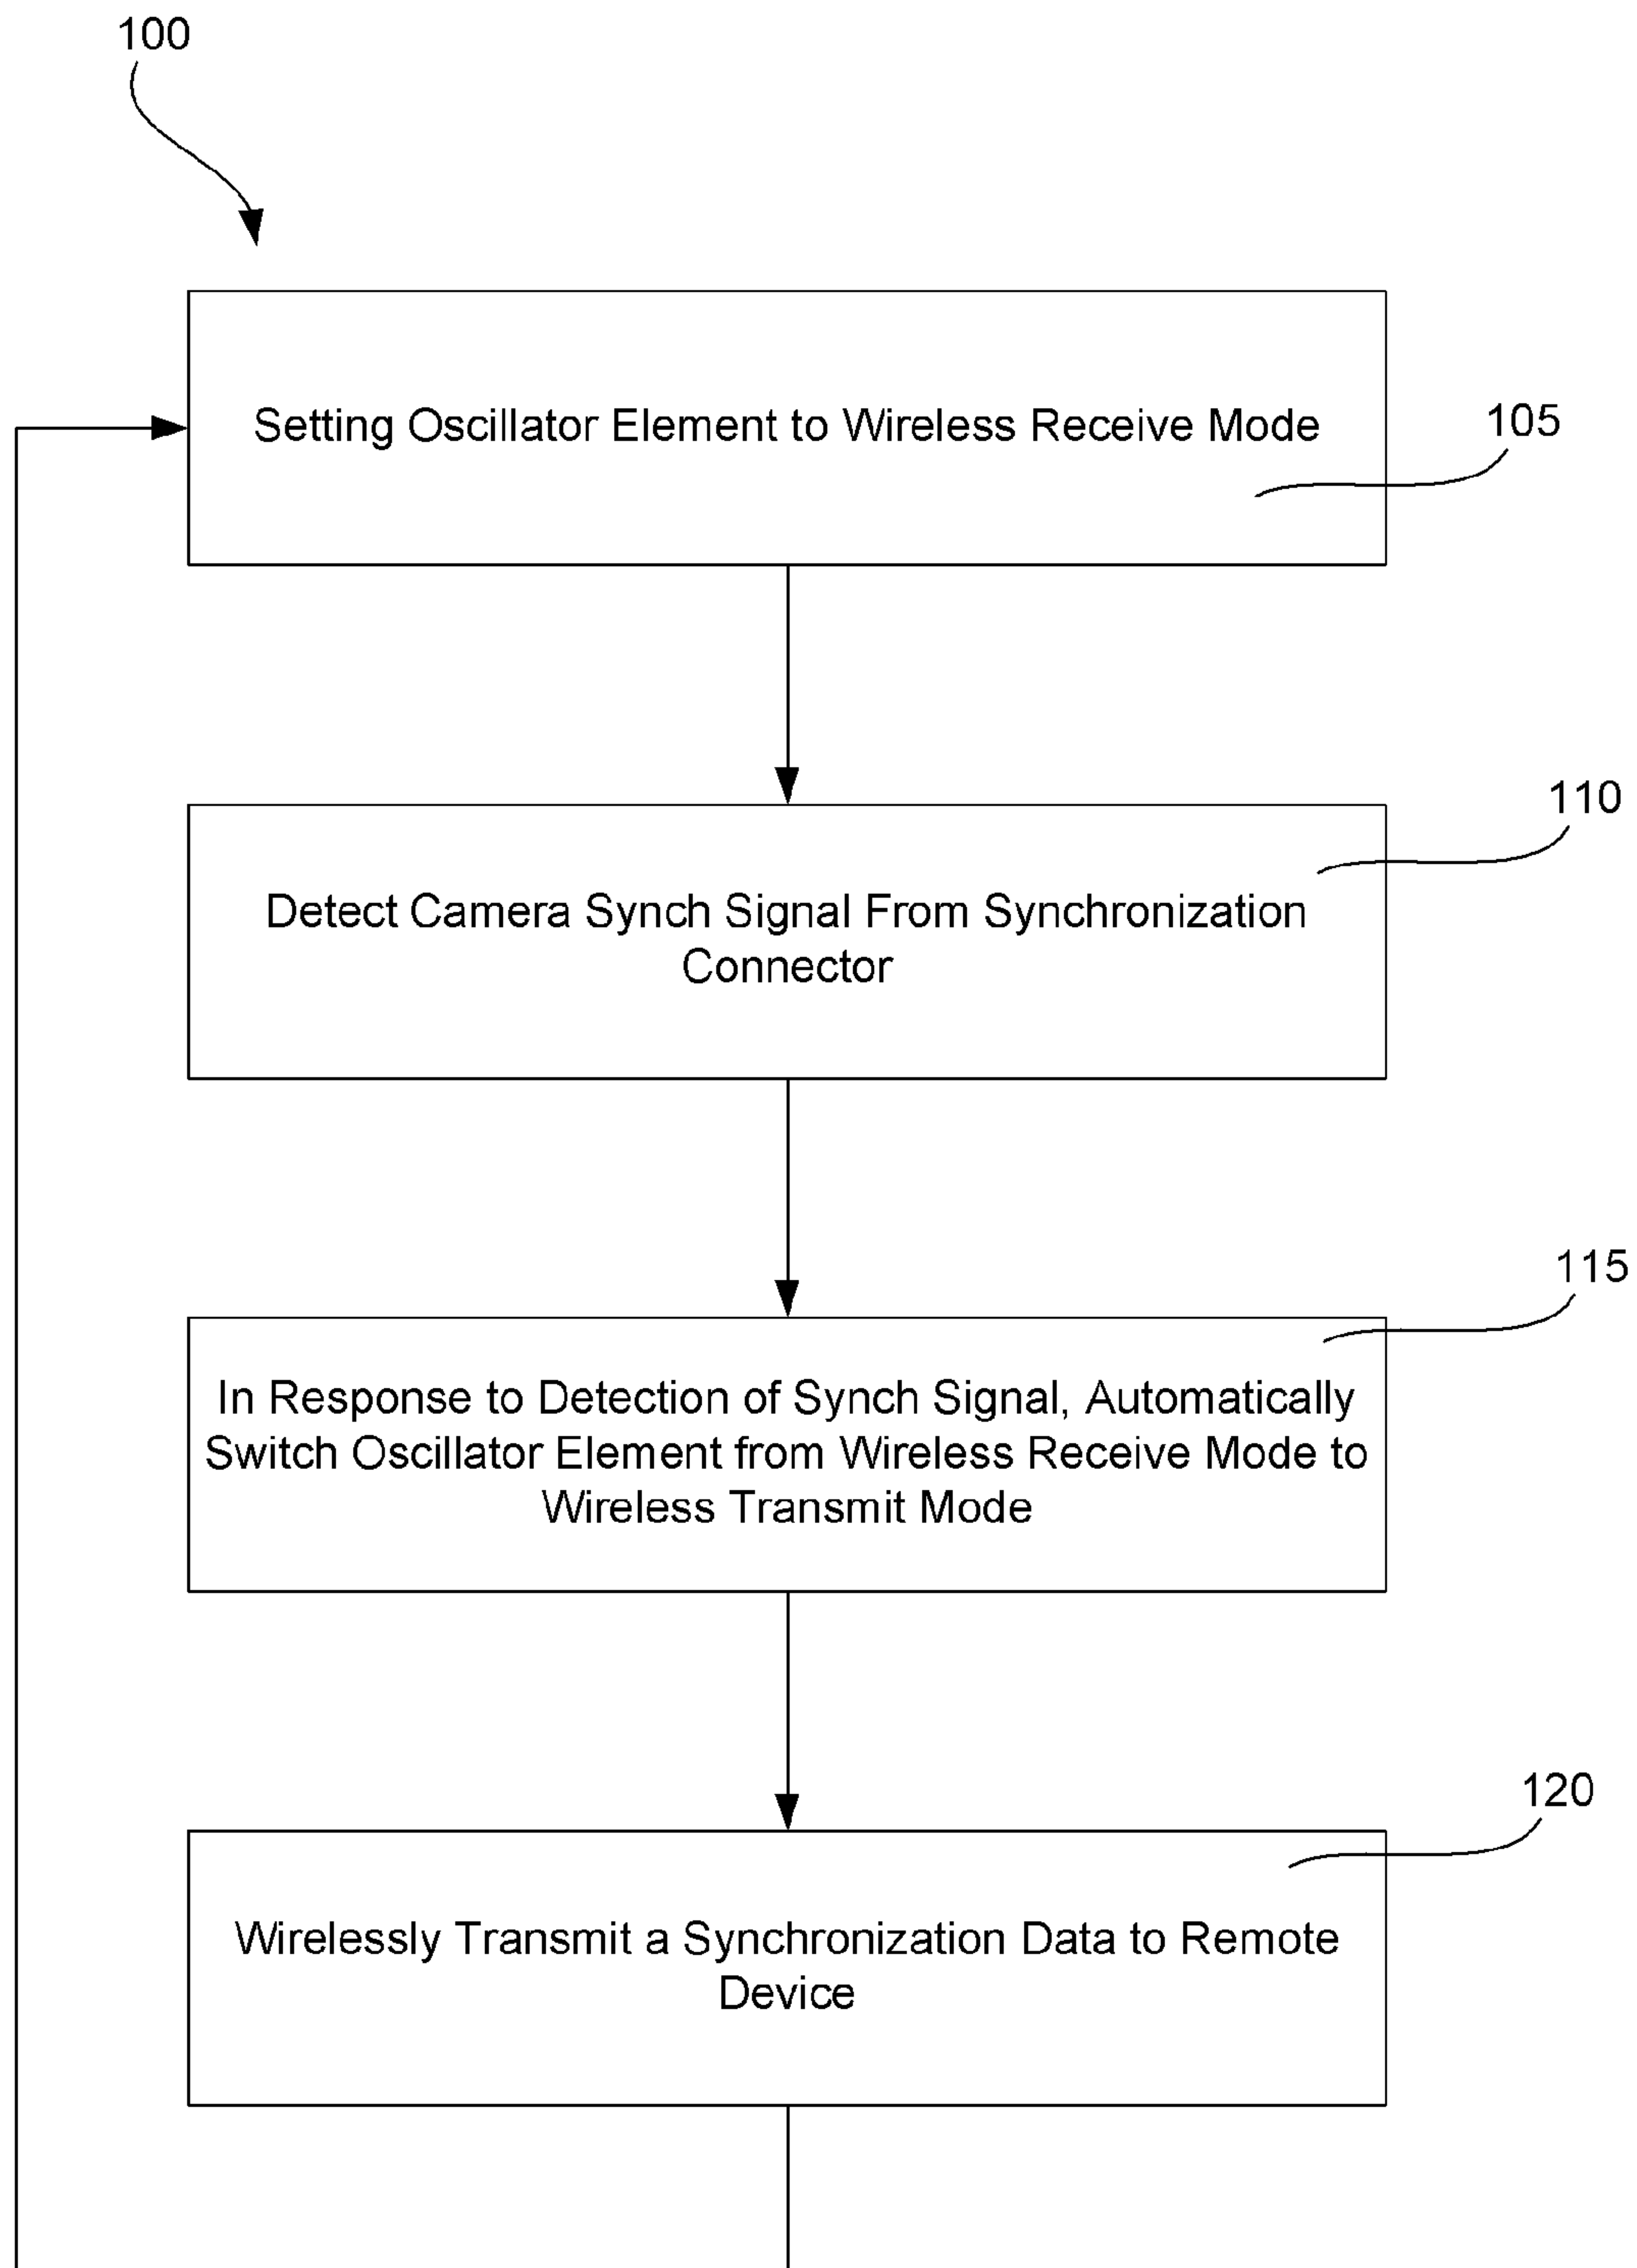 100
Setting Oscillator Element to Wireless Receive Mode
105
110
Detect Camera Synch Signal From Synchronization
Connector
115
In Response to Detection of Synch Signal, Automatically
Switch Oscillator Element from Wireless Receive Mode to
Wireless Transmit Mode
120
Wirelessly Transmit a Synchronization Data to Remote
Device